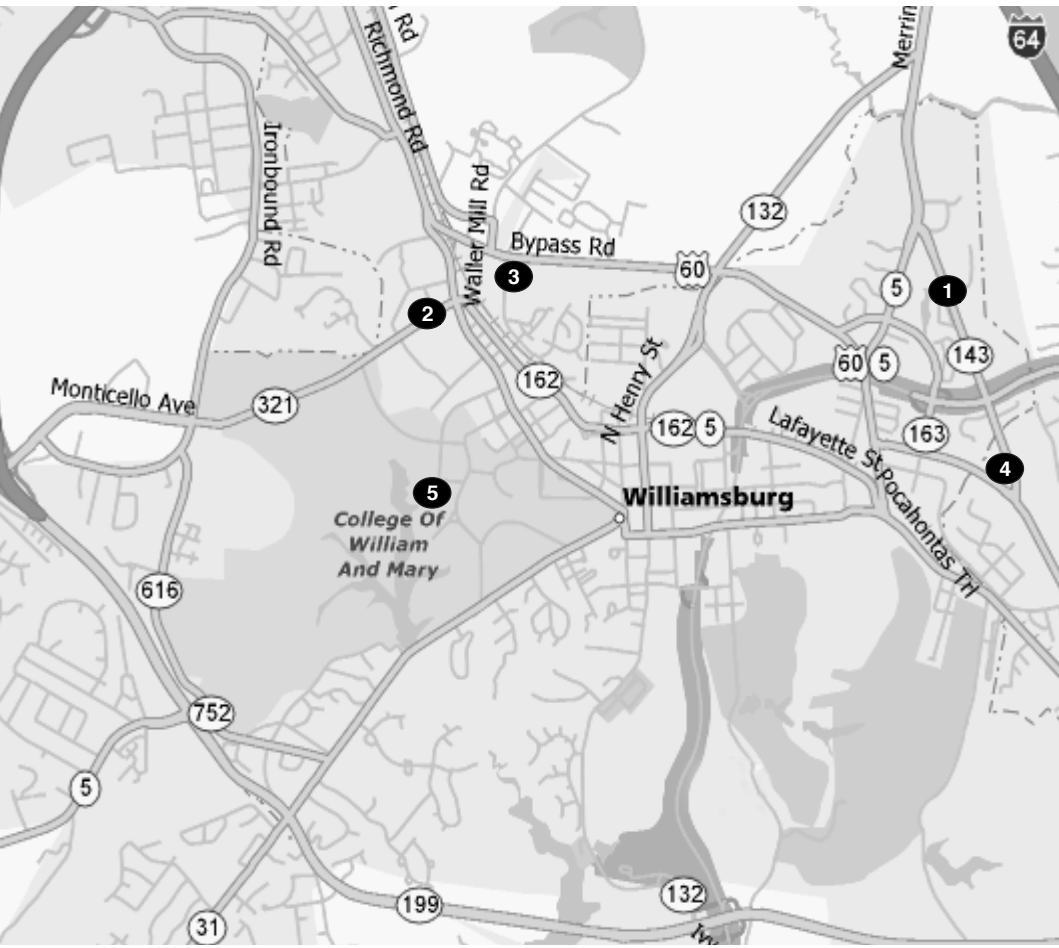 Rd
Richmond Rd
Merrin
64
Ironbound Rd
Waller Mill Rd
132
Bypass Rd
60
3
5
1
2
143
60
5
162
Monticello Ave
321
N Henry St
162
5
Lafayette St
163
4
5
Williamsburg
Pocahontas Trl
College Of
William
And Mary
616
752
5
132
199
31
Ivy